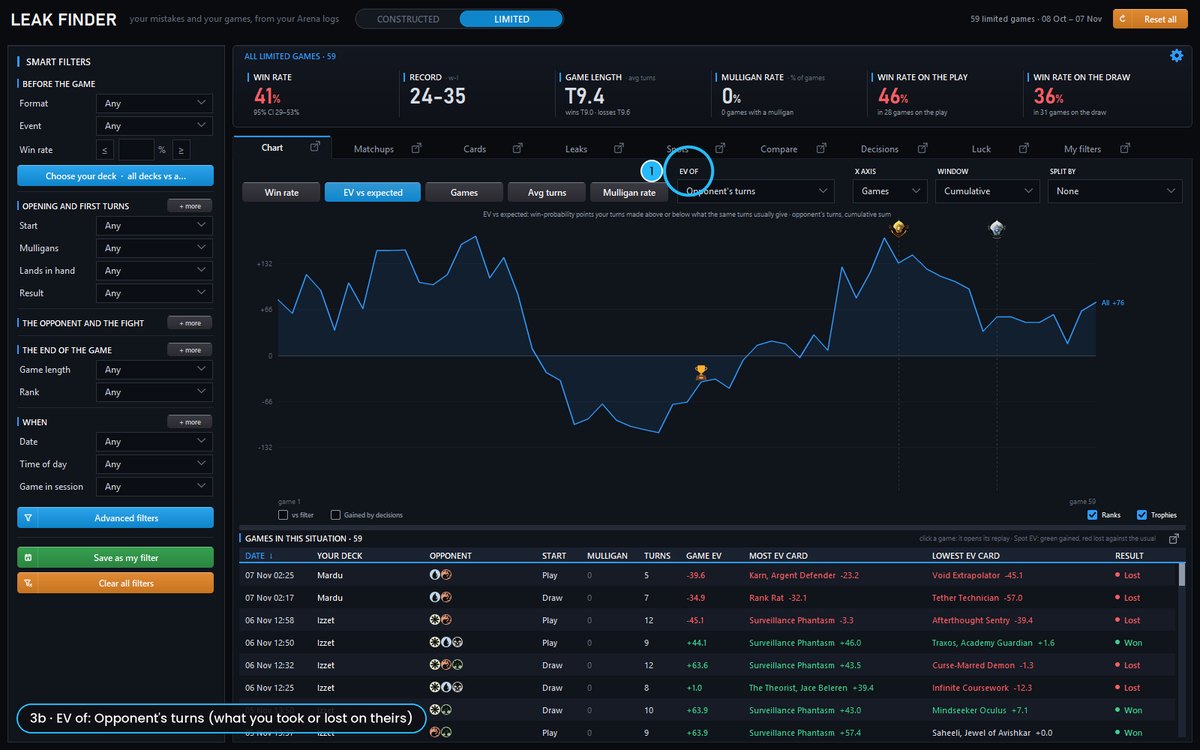 LEAK FINDER
your mistakes and your games, from your Arena logs
CONSTRUCTED
LIMITED
59 limited games · 08 Oct – 07 Nov
Reset all
SMART FILTERS
BEFORE THE GAME
Format Any
Event Any
Win rate ≤ % ≥
Choose your deck · all decks vs a...
OPENING AND FIRST TURNS + more
Start Any
Mulligans Any
Lands in hand Any
Result Any
THE OPPONENT AND THE FIGHT + more
THE END OF THE GAME + more
Game length Any
Rank Any
WHEN + more
Date Any
Time of day Any
Game in session Any
Advanced filters
Save as my filter
Clear all filters
ALL LIMITED GAMES · 59
WIN RATE
41%
95% CI 29–53%
RECORD · w-l
24-35
GAME LENGTH · avg turns
T9.4
wins T9.0 · losses T9.6
MULLIGAN RATE · % of games
0%
0 games with a mulligan
WIN RATE ON THE PLAY
46%
in 28 games on the play
WIN RATE ON THE DRAW
36%
in 31 games on the draw
Chart
Matchups
Cards
Leaks
Spots
Compare
Decisions
Luck
My filters
Win rate
EV vs expected
Games
Avg turns
Mulligan rate
1
EV OF
Opponent's turns
X AXIS
Games
WINDOW
Cumulative
SPLIT BY
None
EV vs expected: win-probability points your turns made above or below what the same turns usually give · opponent's turns, cumulative sum
+132
+66
0
-66
-132
All +76
game 1
game 59
vs filter
Gained by decisions
Ranks
Trophies
GAMES IN THIS SITUATION · 59
click a game: it opens its replay · Spot EV: green gained, red lost against the usual
DATE ↓ YOUR DECK OPPONENT START MULLIGAN TURNS GAME EV MOST EV CARD LOWEST EV CARD RESULT
07 Nov 02:25 Mardu Play 0 5 -39.6 Karn, Argent Defender -23.2 Void Extrapolator -45.1 Lost
07 Nov 02:17 Mardu Draw 0 7 -34.9 Rank Rat -32.1 Tether Technician -57.0 Lost
06 Nov 12:58 Izzet Play 0 12 -45.1 Surveillance Phantasm -3.3 Afterthought Sentry -39.4 Lost
06 Nov 12:50 Izzet Play 0 9 +44.1 Surveillance Phantasm +46.0 Traxos, Academy Guardian +1.6 Won
06 Nov 12:32 Izzet Draw 0 12 +63.6 Surveillance Phantasm +43.5 Curse-Marred Demon -1.3 Lost
06 Nov 12:25 Izzet Draw 0 8 +1.0 The Theorist, Jace Beleren +39.4 Infinite Coursework -12.3 Lost
Draw 0 10 +63.9 Surveillance Phantasm +43.0 Mindseeker Oculus +7.1 Won
Play 0 9 +63.9 Surveillance Phantasm +57.4 Saheeli, Jewel of Avishkar +0.0 Won
3b · EV of: Opponent's turns (what you took or lost on theirs)